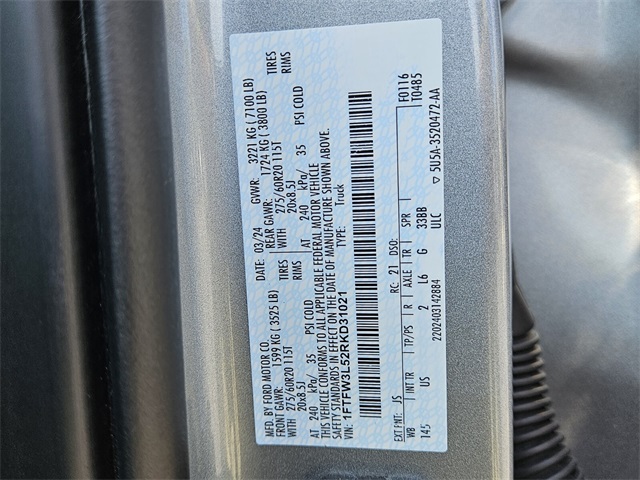 MFD. BY FORD MOTOR CO.
DATE: 03/24 GVWR: 3221 KG ( 7100 LB)
FRONT GAWR: 1599 KG ( 3525 LB) REAR GAWR: 1724 KG ( 3800 LB)
WITH 275/60R20 115T TIRES WITH 275/60R20 115T TIRES
20x8.5J RIMS 20x8.5J RIMS
AT 240 kPa/ 35 PSI COLD AT 240 kPa/ 35 PSI COLD
THIS VEHICLE CONFORMS TO ALL APPLICABLE FEDERAL MOTOR VEHICLE
SAFETY STANDARDS IN EFFECT ON THE DATE OF MANUFACTURE SHOWN ABOVE.
VIN: 1FTFW3L52RKD31021 TYPE: Truck
F0116
T0485
EXT PNT: JS RC: 21 DSO:
WB INT TR TP/PS R AXLE TR SPR
145 US 2 L6 G 33BB
ULC
2202403142884
▽ 5U5A-3520472-AA